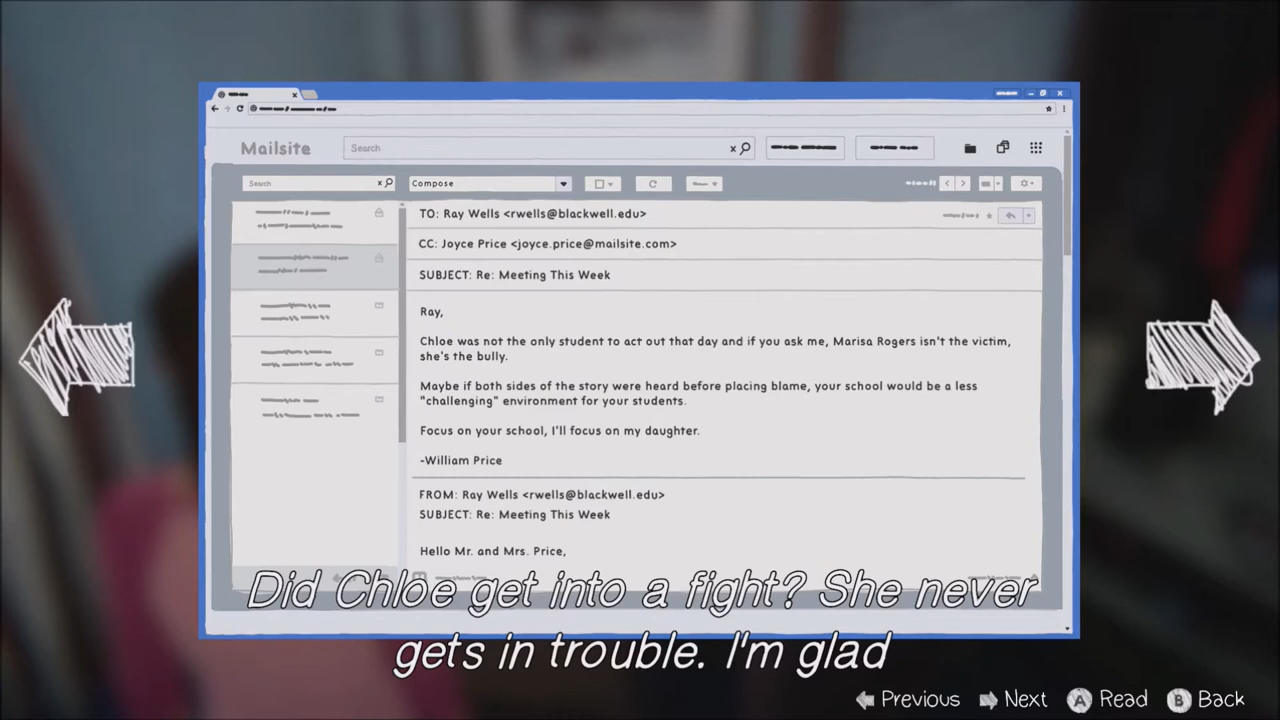 Mailsite
Search
x
Search
x
Compose
TO: Ray Wells <rwells@blackwell.edu>
CC: Joyce Price <joyce.price@mailsite.com>
SUBJECT: Re: Meeting This Week
Ray,
Chloe was not the only student to act out that day and if you ask me, Marisa Rogers isn't the victim,
she's the bully.
Maybe if both sides of the story were heard before placing blame, your school would be a less
"challenging" environment for your students.
Focus on your school, I'll focus on my daughter.
-William Price
FROM: Ray Wells <rwells@blackwell.edu>
SUBJECT: Re: Meeting This Week
Hello Mr. and Mrs. Price,
Did Chloe get into a fight? She never
gets in trouble. I'm glad
Previous Next A Read B Back